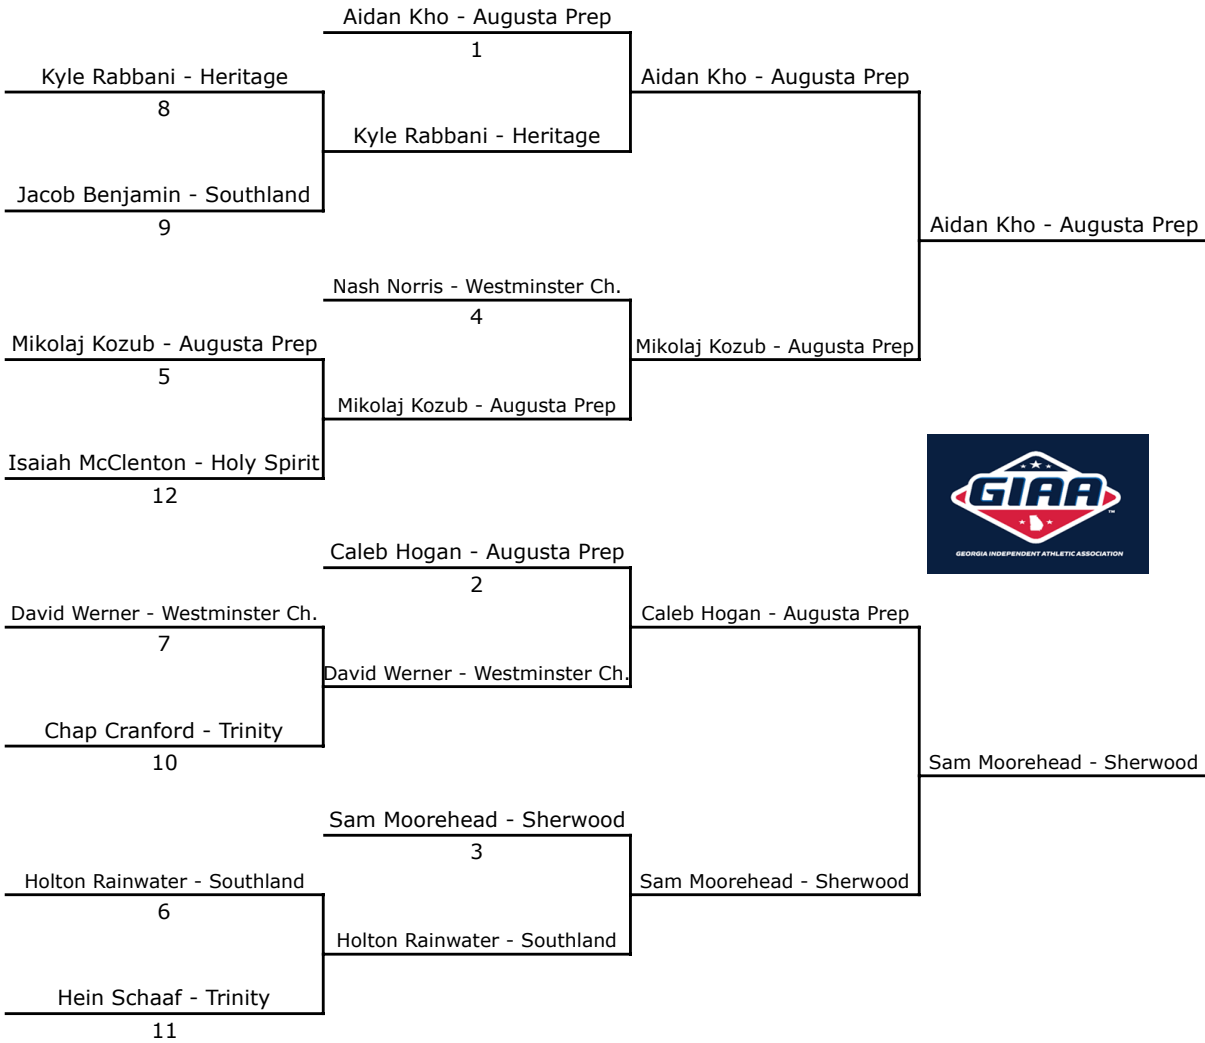 Aidan Kho - Augusta Prep
1
Kyle Rabbani - Heritage
8
Aidan Kho - Augusta Prep
Kyle Rabbani - Heritage
Jacob Benjamin - Southland
9
Aidan Kho - Augusta Prep
Nash Norris - Westminster Ch.
4
Mikolaj Kozub - Augusta Prep
5
Mikolaj Kozub - Augusta Prep
Mikolaj Kozub - Augusta Prep
Isaiah McClenton - Holy Spirit
12
GIAA
TM
GEORGIA INDEPENDENT ATHLETIC ASSOCIATION
Caleb Hogan - Augusta Prep
2
David Werner - Westminster Ch.
7
Caleb Hogan - Augusta Prep
David Werner - Westminster Ch.
Chap Cranford - Trinity
10
Sam Moorehead - Sherwood
Sam Moorehead - Sherwood
3
Holton Rainwater - Southland
6
Sam Moorehead - Sherwood
Holton Rainwater - Southland
Hein Schaaf - Trinity
11